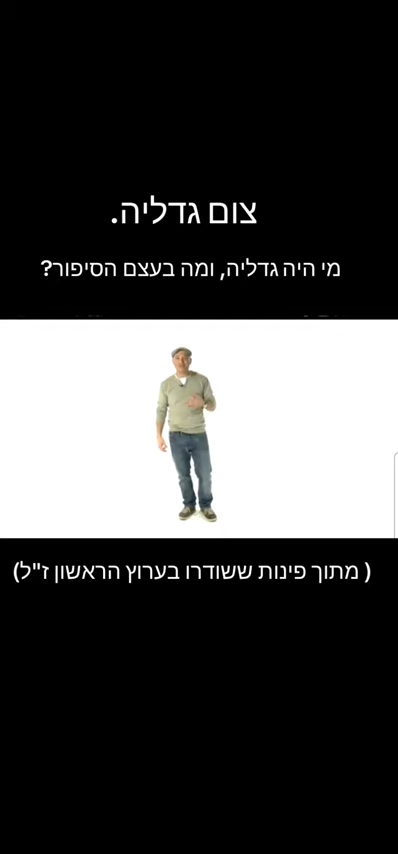 צום גדליה.
מי היה גדליה, ומה בעצם הסיפור?
( מתוך פינות ששודרו בערוץ הראשון ז"ל)